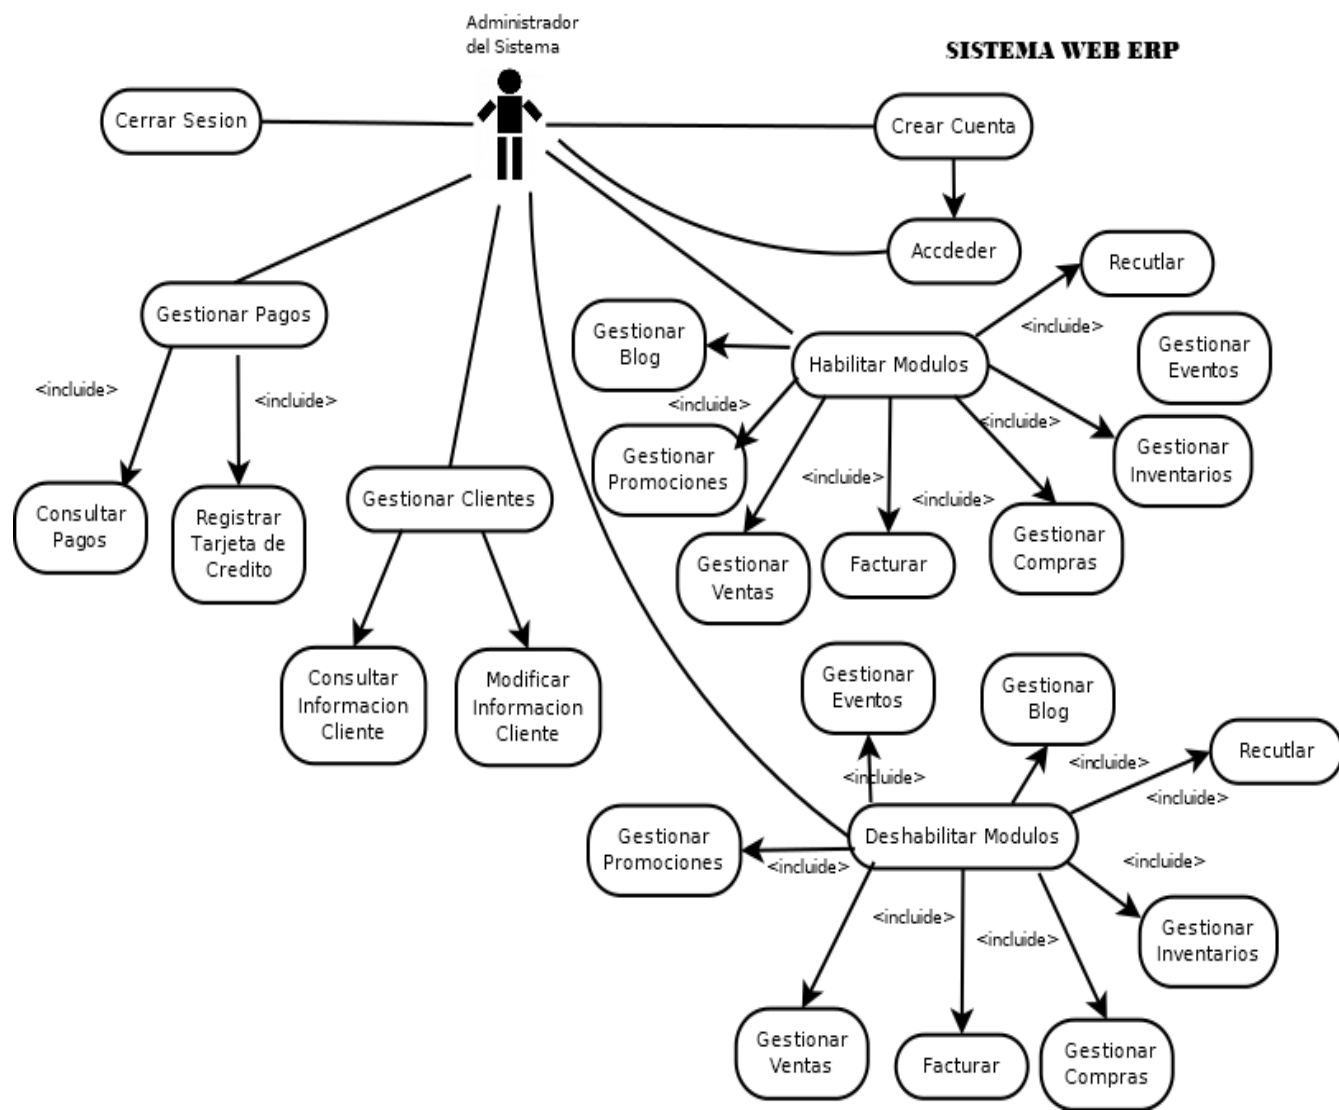 Administrador
del Sistema
SISTEMA WEB ERP
Cerrar Sesion
Crear Cuenta
Accdeder
Recutlar
Gestionar Pagos
<incluide>
Gestionar
Blog
Gestionar
Eventos
Habilitar Modulos
<incluide>
<incluide>
<incluide>
<incluide>
Gestionar
Promociones
Gestionar
Inventarios
<incluide>
<incluide>
Gestionar Clientes
Consultar
Pagos
Registrar
Tarjeta de
Credito
Gestionar
Ventas
Facturar
Gestionar
Compras
Consultar
Informacion
Cliente
Modificar
Informacion
Cliente
Gestionar
Eventos
Gestionar
Blog
Recutlar
<incluide>
<incluide>
<incluide>
Gestionar
Promociones
Deshabilitar Modulos
<incluide>
<incluide>
<incluide>
<incluide>
Gestionar
Inventarios
Gestionar
Ventas
Facturar
Gestionar
Compras